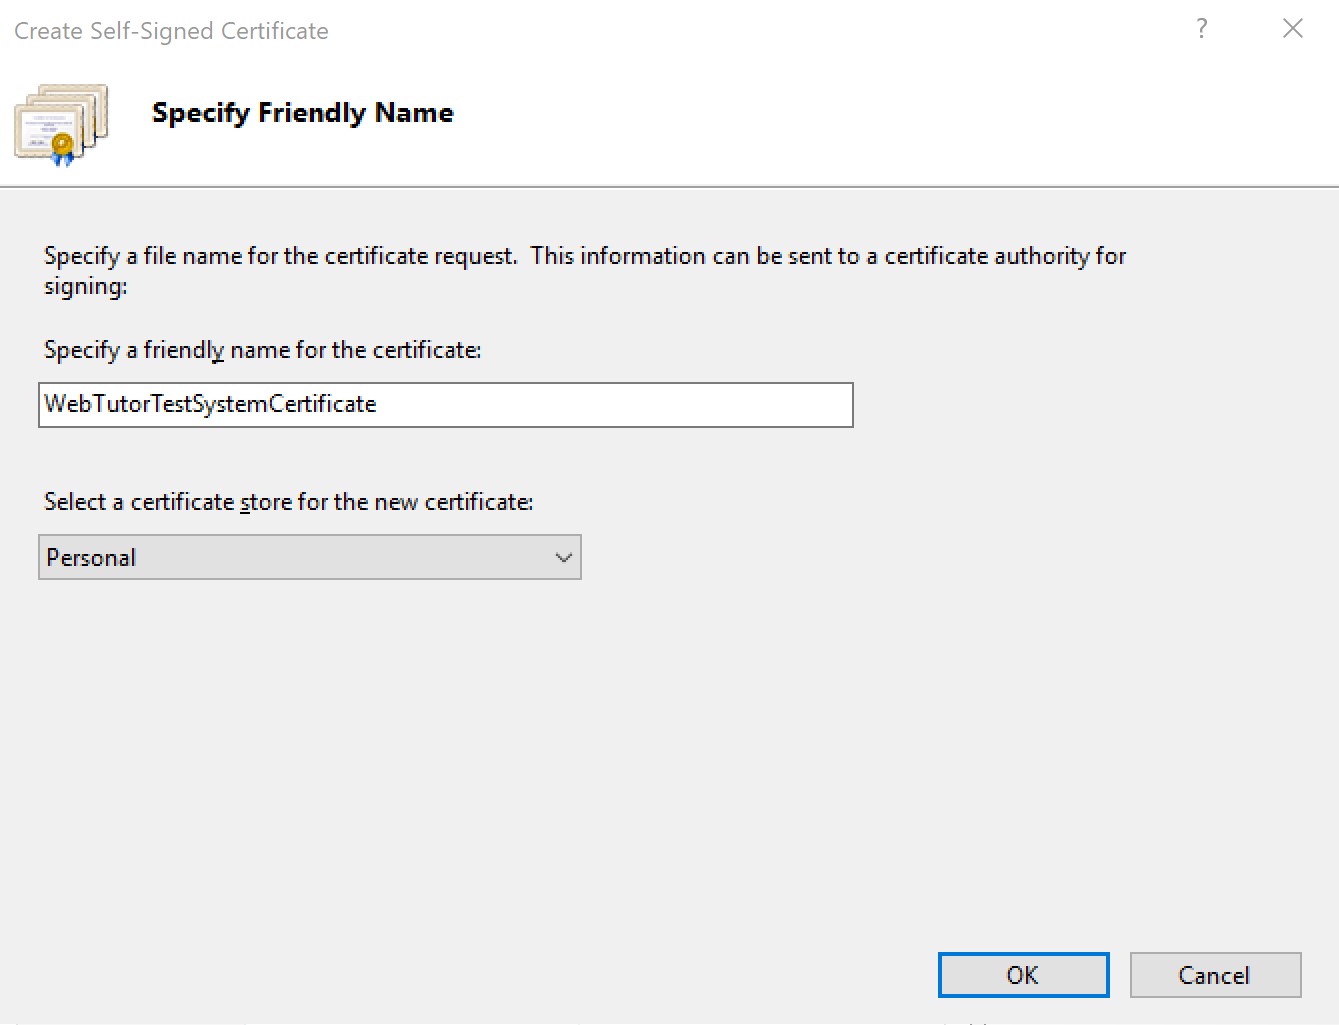 Create Self-Signed Certificate
?
Specify Friendly Name
Specify a file name for the certificate request.  This information can be sent to a certificate authority for
signing:
Specify a friendly name for the certificate:
WebTutorTestSystemCertificate
Select a certificate store for the new certificate:
Personal
OK
Cancel